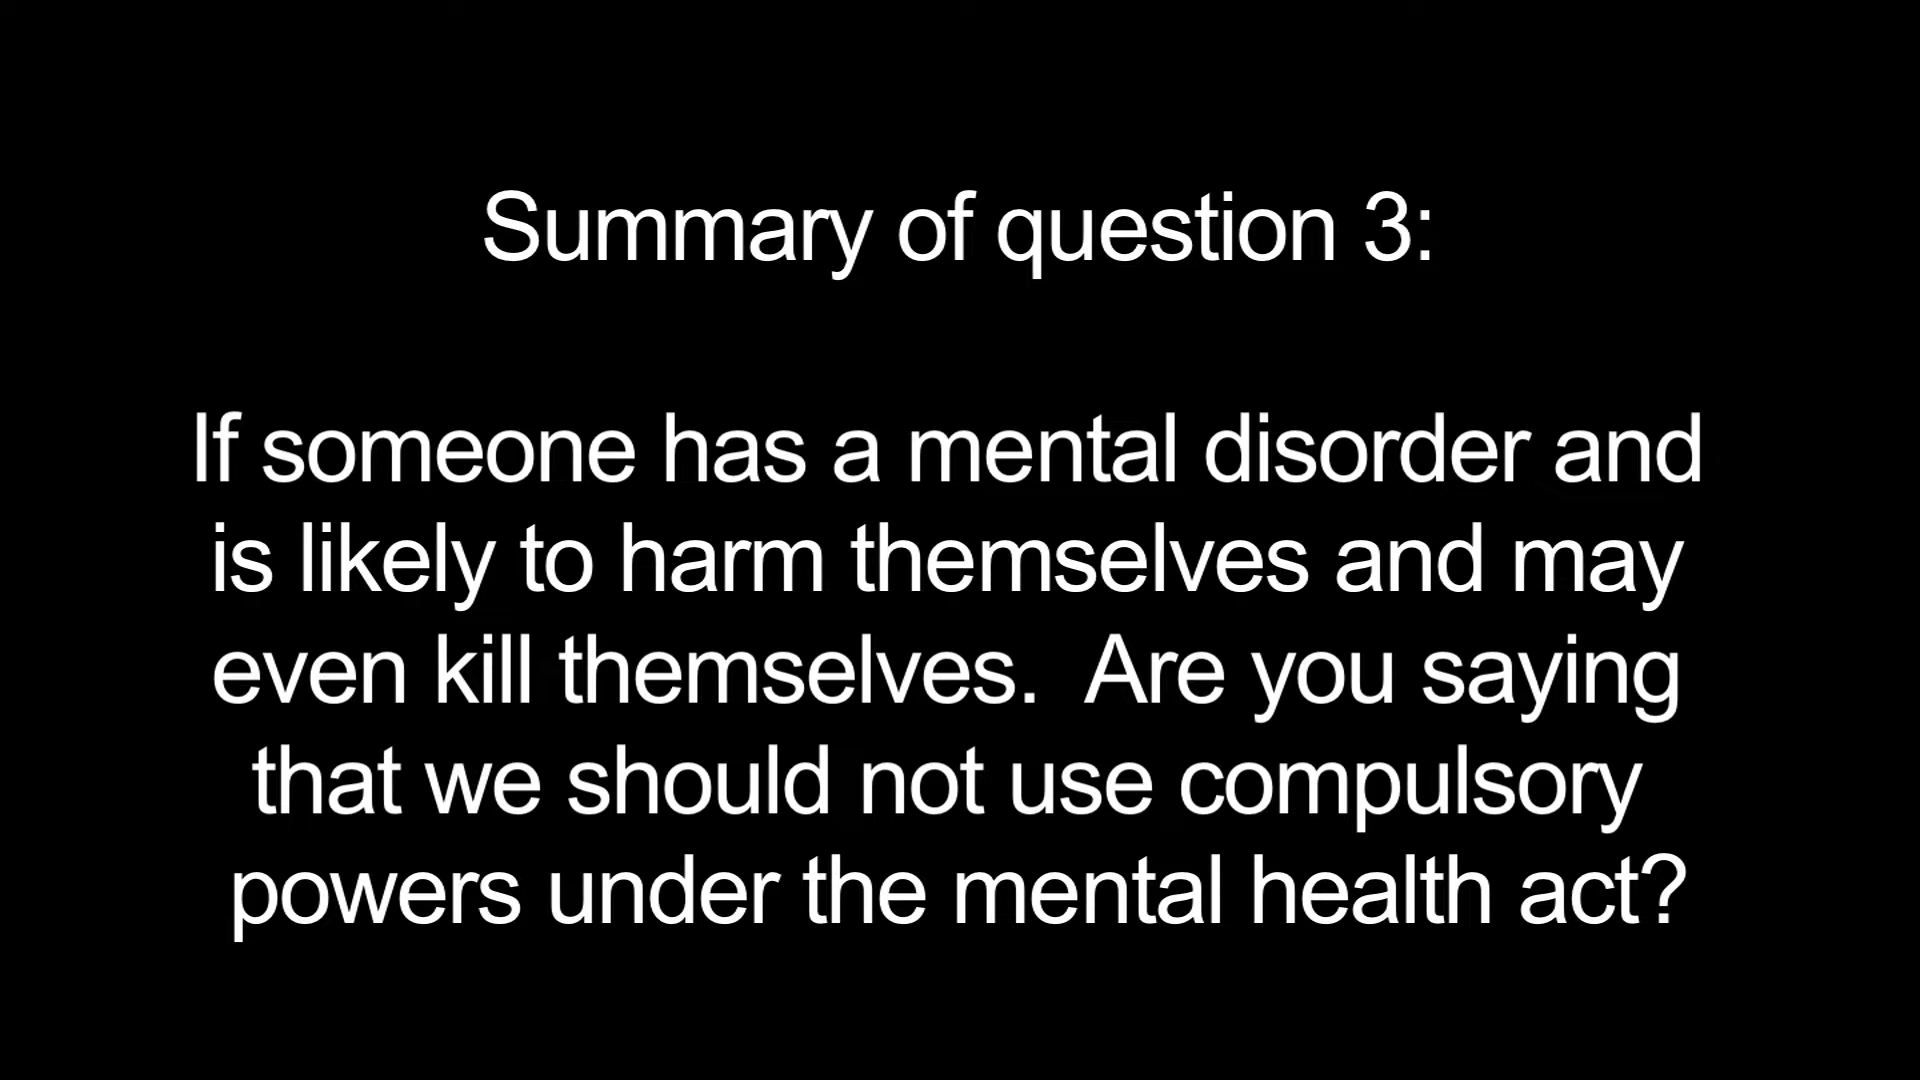 Summary of question 3:
If someone has a mental disorder and
is likely to harm themselves and may
even kill themselves.  Are you saying
that we should not use compulsory
powers under the mental health act?